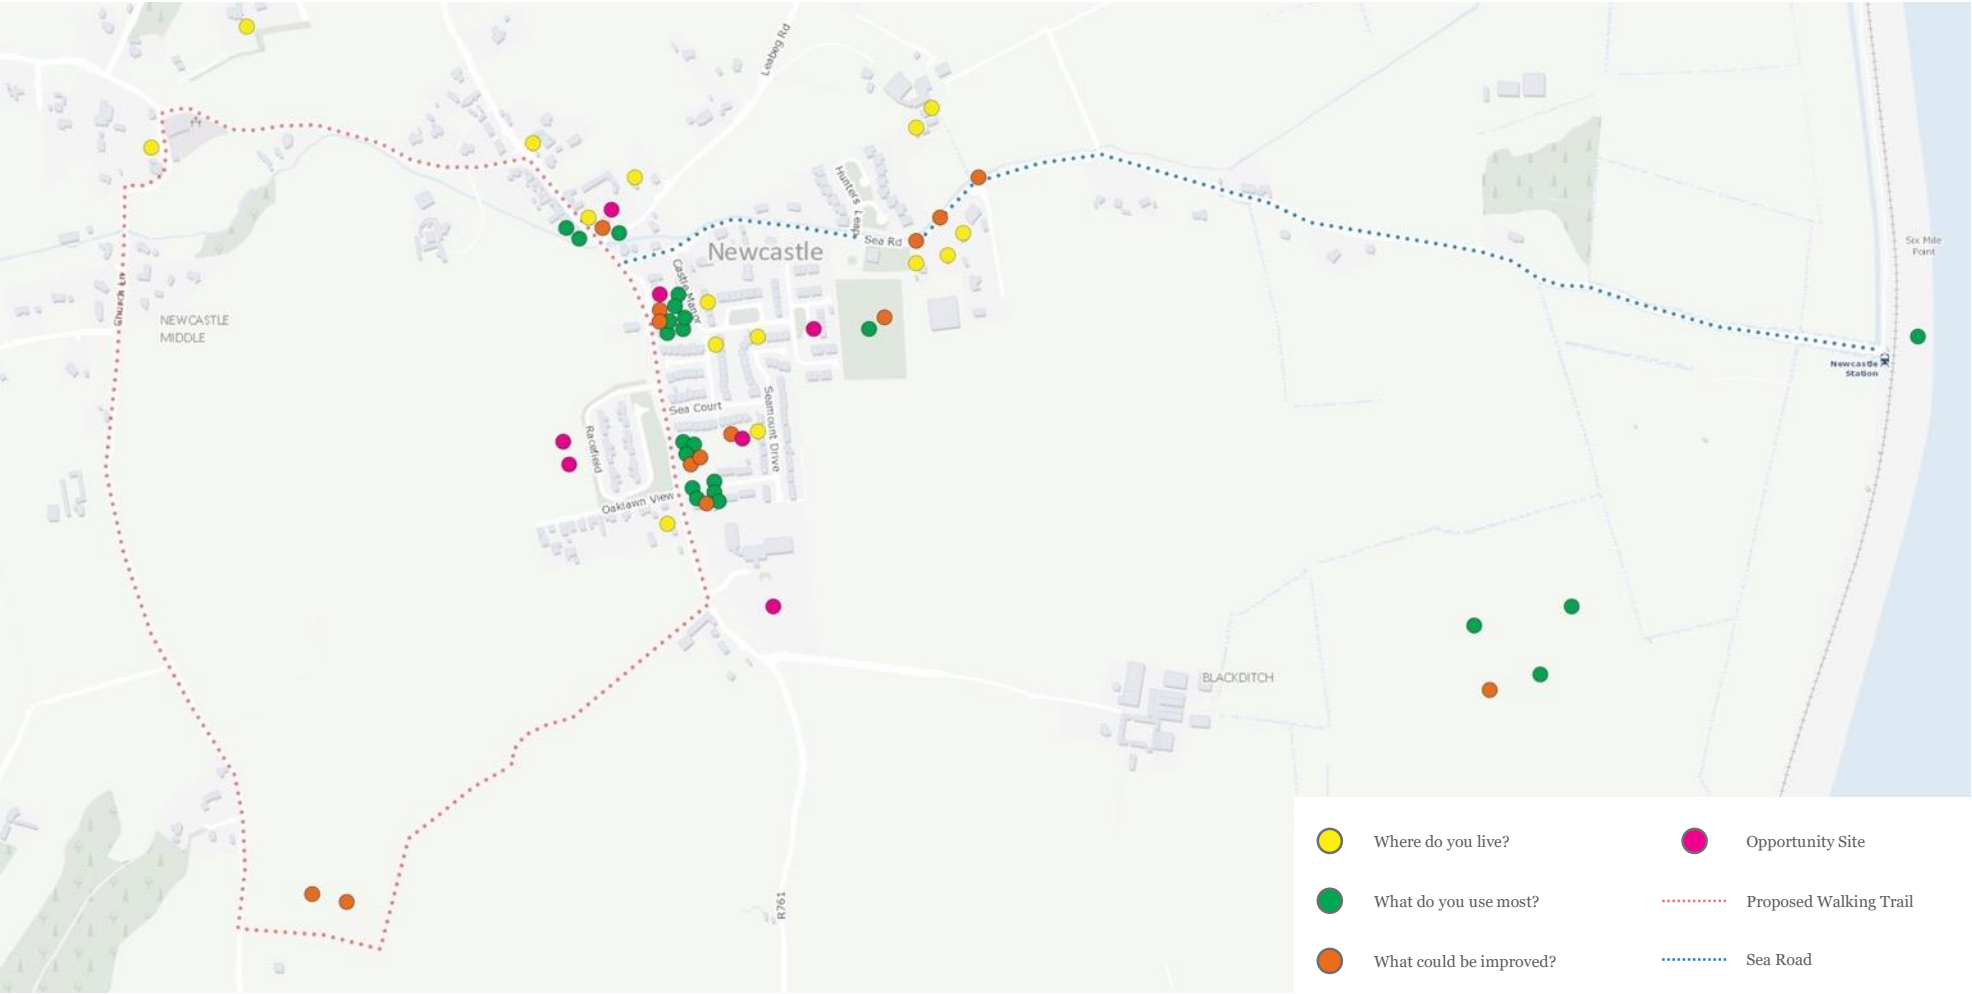 Leabeg Rd
Hunters Leap
Sea Rd
Newcastle
Six Mile
Point
Castle Manor
Church Ln
NEWCASTLE
MIDDLE
Newcastle
Station
Sea Court
Seamount Drive
Racefield
Oaklawn View
BLACKDITCH
R761
Where do you live?
Opportunity Site
What do you use most?
Proposed Walking Trail
What could be improved?
Sea Road